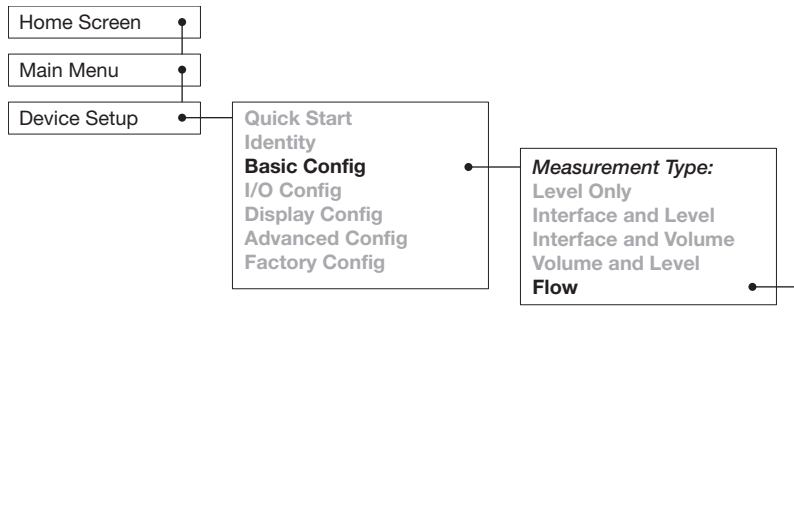 Home Screen
Main Menu
Device Setup
Quick Start
Identity
Basic Config
I/O Config
Display Config
Advanced Config
Factory Config
Measurement Type:
Level Only
Interface and Level
Interface and Volume
Volume and Level
Flow